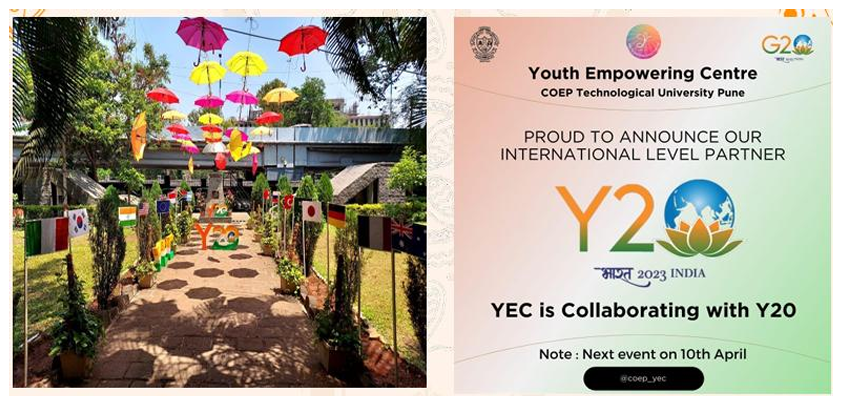 Y20
G20
Youth Empowering Centre
COEP Technological University Pune
PROUD TO ANNOUNCE OUR
INTERNATIONAL LEVEL PARTNER
Y20
भारत 2023 INDIA
YEC is Collaborating with Y20
Note : Next event on 10th April
@coep_yec